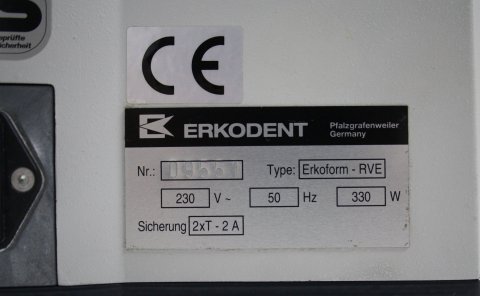 geprüfte
Sicherheit
CE
ERKODENT
Pfalzgrafenweiler
Germany
Nr.: Type: Erkoform - RVE
230 V ~ 50 Hz 330 W
Sicherung 2xT - 2 A